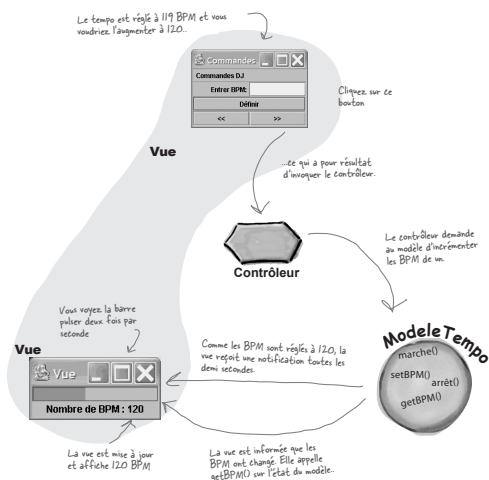 Le tempo est réglé à 119 BPM et vous
voudriez l'augmenter à 120..
Commandes
Commandes DJ
Entrer BPM:
Définir
<<
>>
Cliquez sur ce
bouton
Vue
...ce qui a pour résultat
d'invoquer le contrôleur.
Contrôleur
Le contrôleur demande
au modèle d'incrémenter
les BPM de un.
Vous voyez la barre
pulser deux fois par
seconde
Vue
Vue
Nombre de BPM : 120
Comme les BPM sont réglés à 120, la
vue reçoit une notification toutes les
demi secondes.
ModeleTempo
marche()
setBPM()
arrêt()
getBPM()
La vue est mise à jour
et affiche 120 BPM
La vue est informée que les
BPM ont changé. Elle appelle
getBPM() sur l'état du modèle..